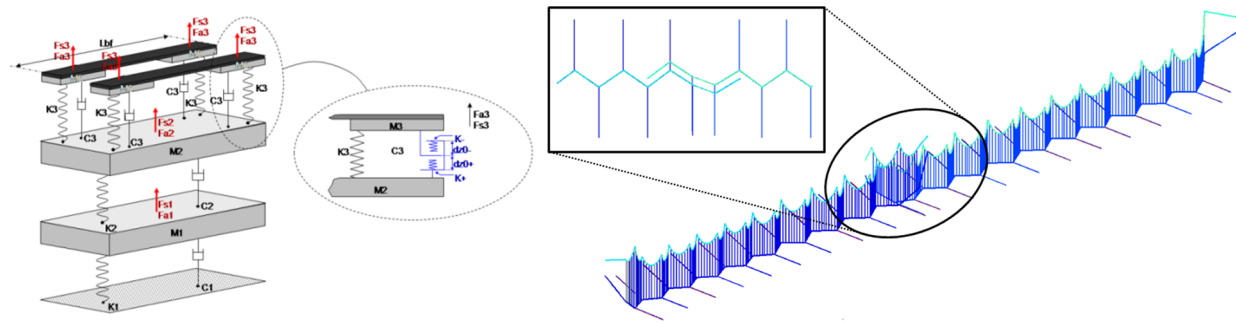 Lbf
Fs3
Fa3
Fs3
Fa3
Fs3
Fa3
Fs3
Fa3
K3
C3
K3
C3
C3
K3
C3
K3
Fs2
Fa2
M2
Fs1
Fa1
K2
C2
M1
K1
C1
Fa3
Fs3
M3
K3
C3
K-
dz0-
dz0+
K+
M2